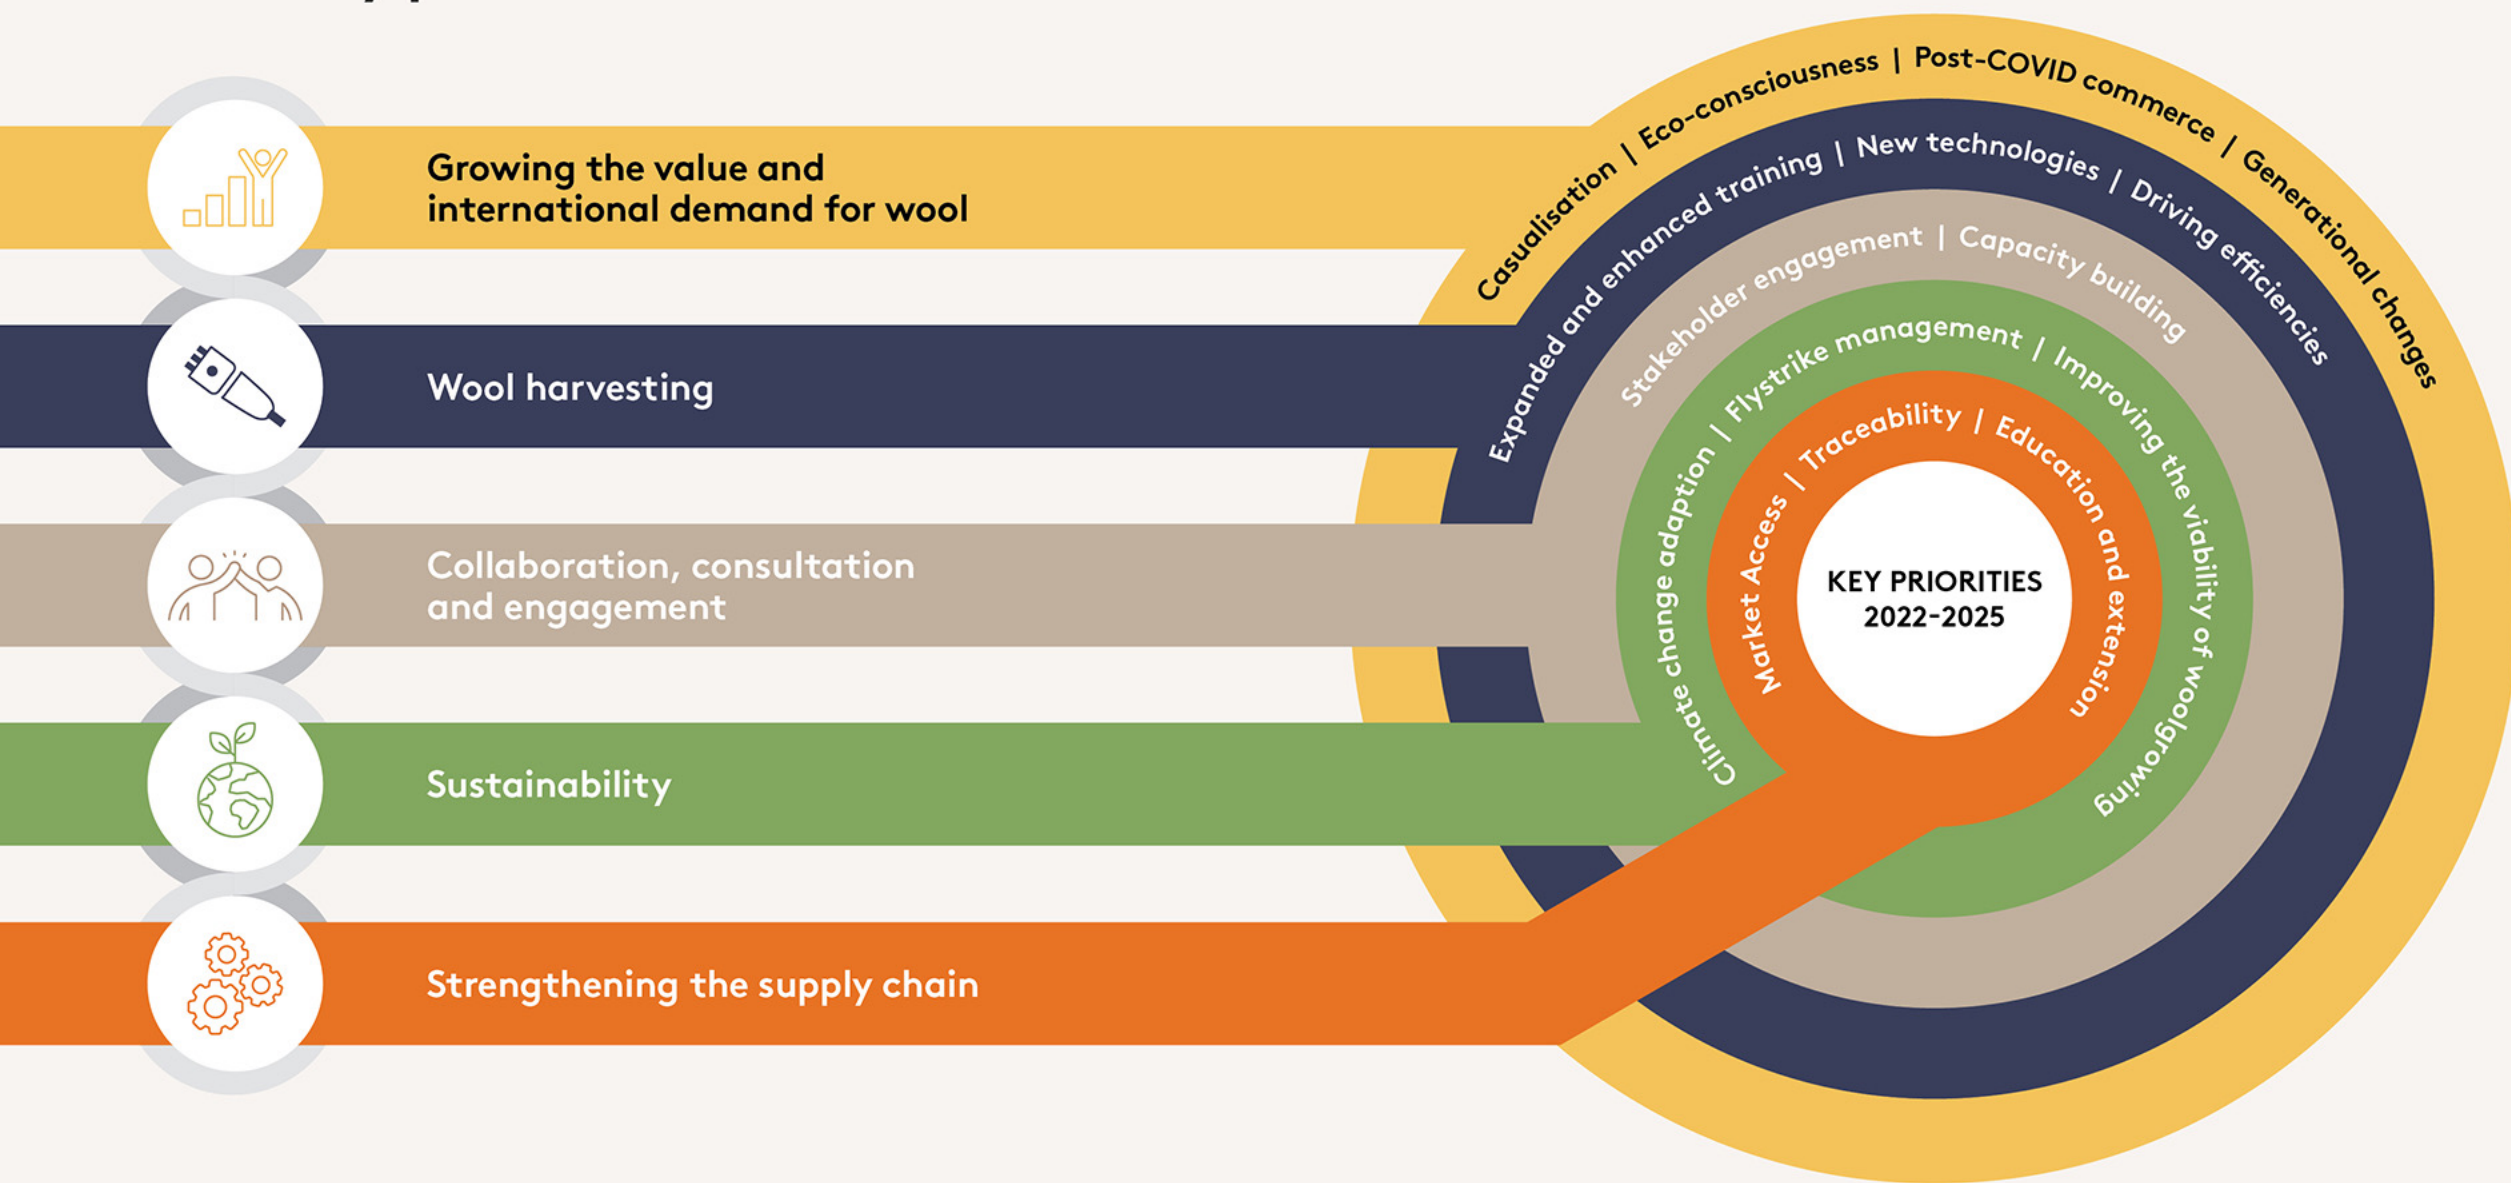 Growing the value and
international demand for wool
Wool harvesting
Collaboration, consultation
and engagement
Sustainability
Strengthening the supply chain
Casualisation | Eco-consciousness | Post-COVID commerce | Generational changes
Expanded and enhanced training | New technologies | Driving efficiencies
Stakeholder engagement | Capacity building
Climate change adaption | Flystrike management | Improving the viability of woolgrowing
Market Access | Traceability | Education and extension
KEY PRIORITIES
2022-2025